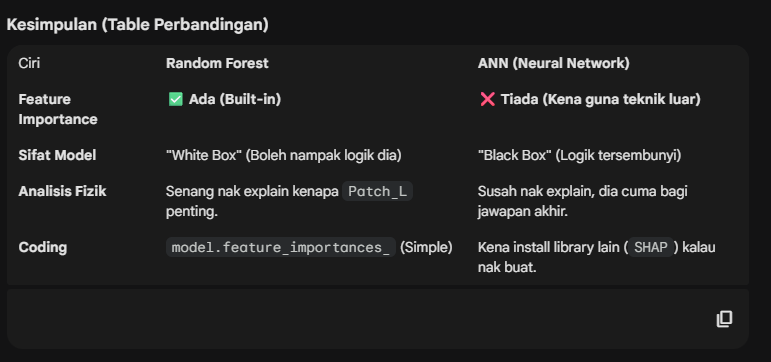 Kesimpulan (Table Perbandingan)
Ciri Random Forest ANN (Neural Network)
Feature Importance ✅ Ada (Built-in) ❌ Tiada (Kena guna teknik luar)
Sifat Model "White Box" (Boleh nampak logik dia) "Black Box" (Logik tersembunyi)
Analisis Fizik Senang nak explain kenapa Patch_L penting. Susah nak explain, dia cuma bagi jawapan akhir.
Coding model.feature_importances_ (Simple) Kena install library lain (SHAP) kalau nak buat.